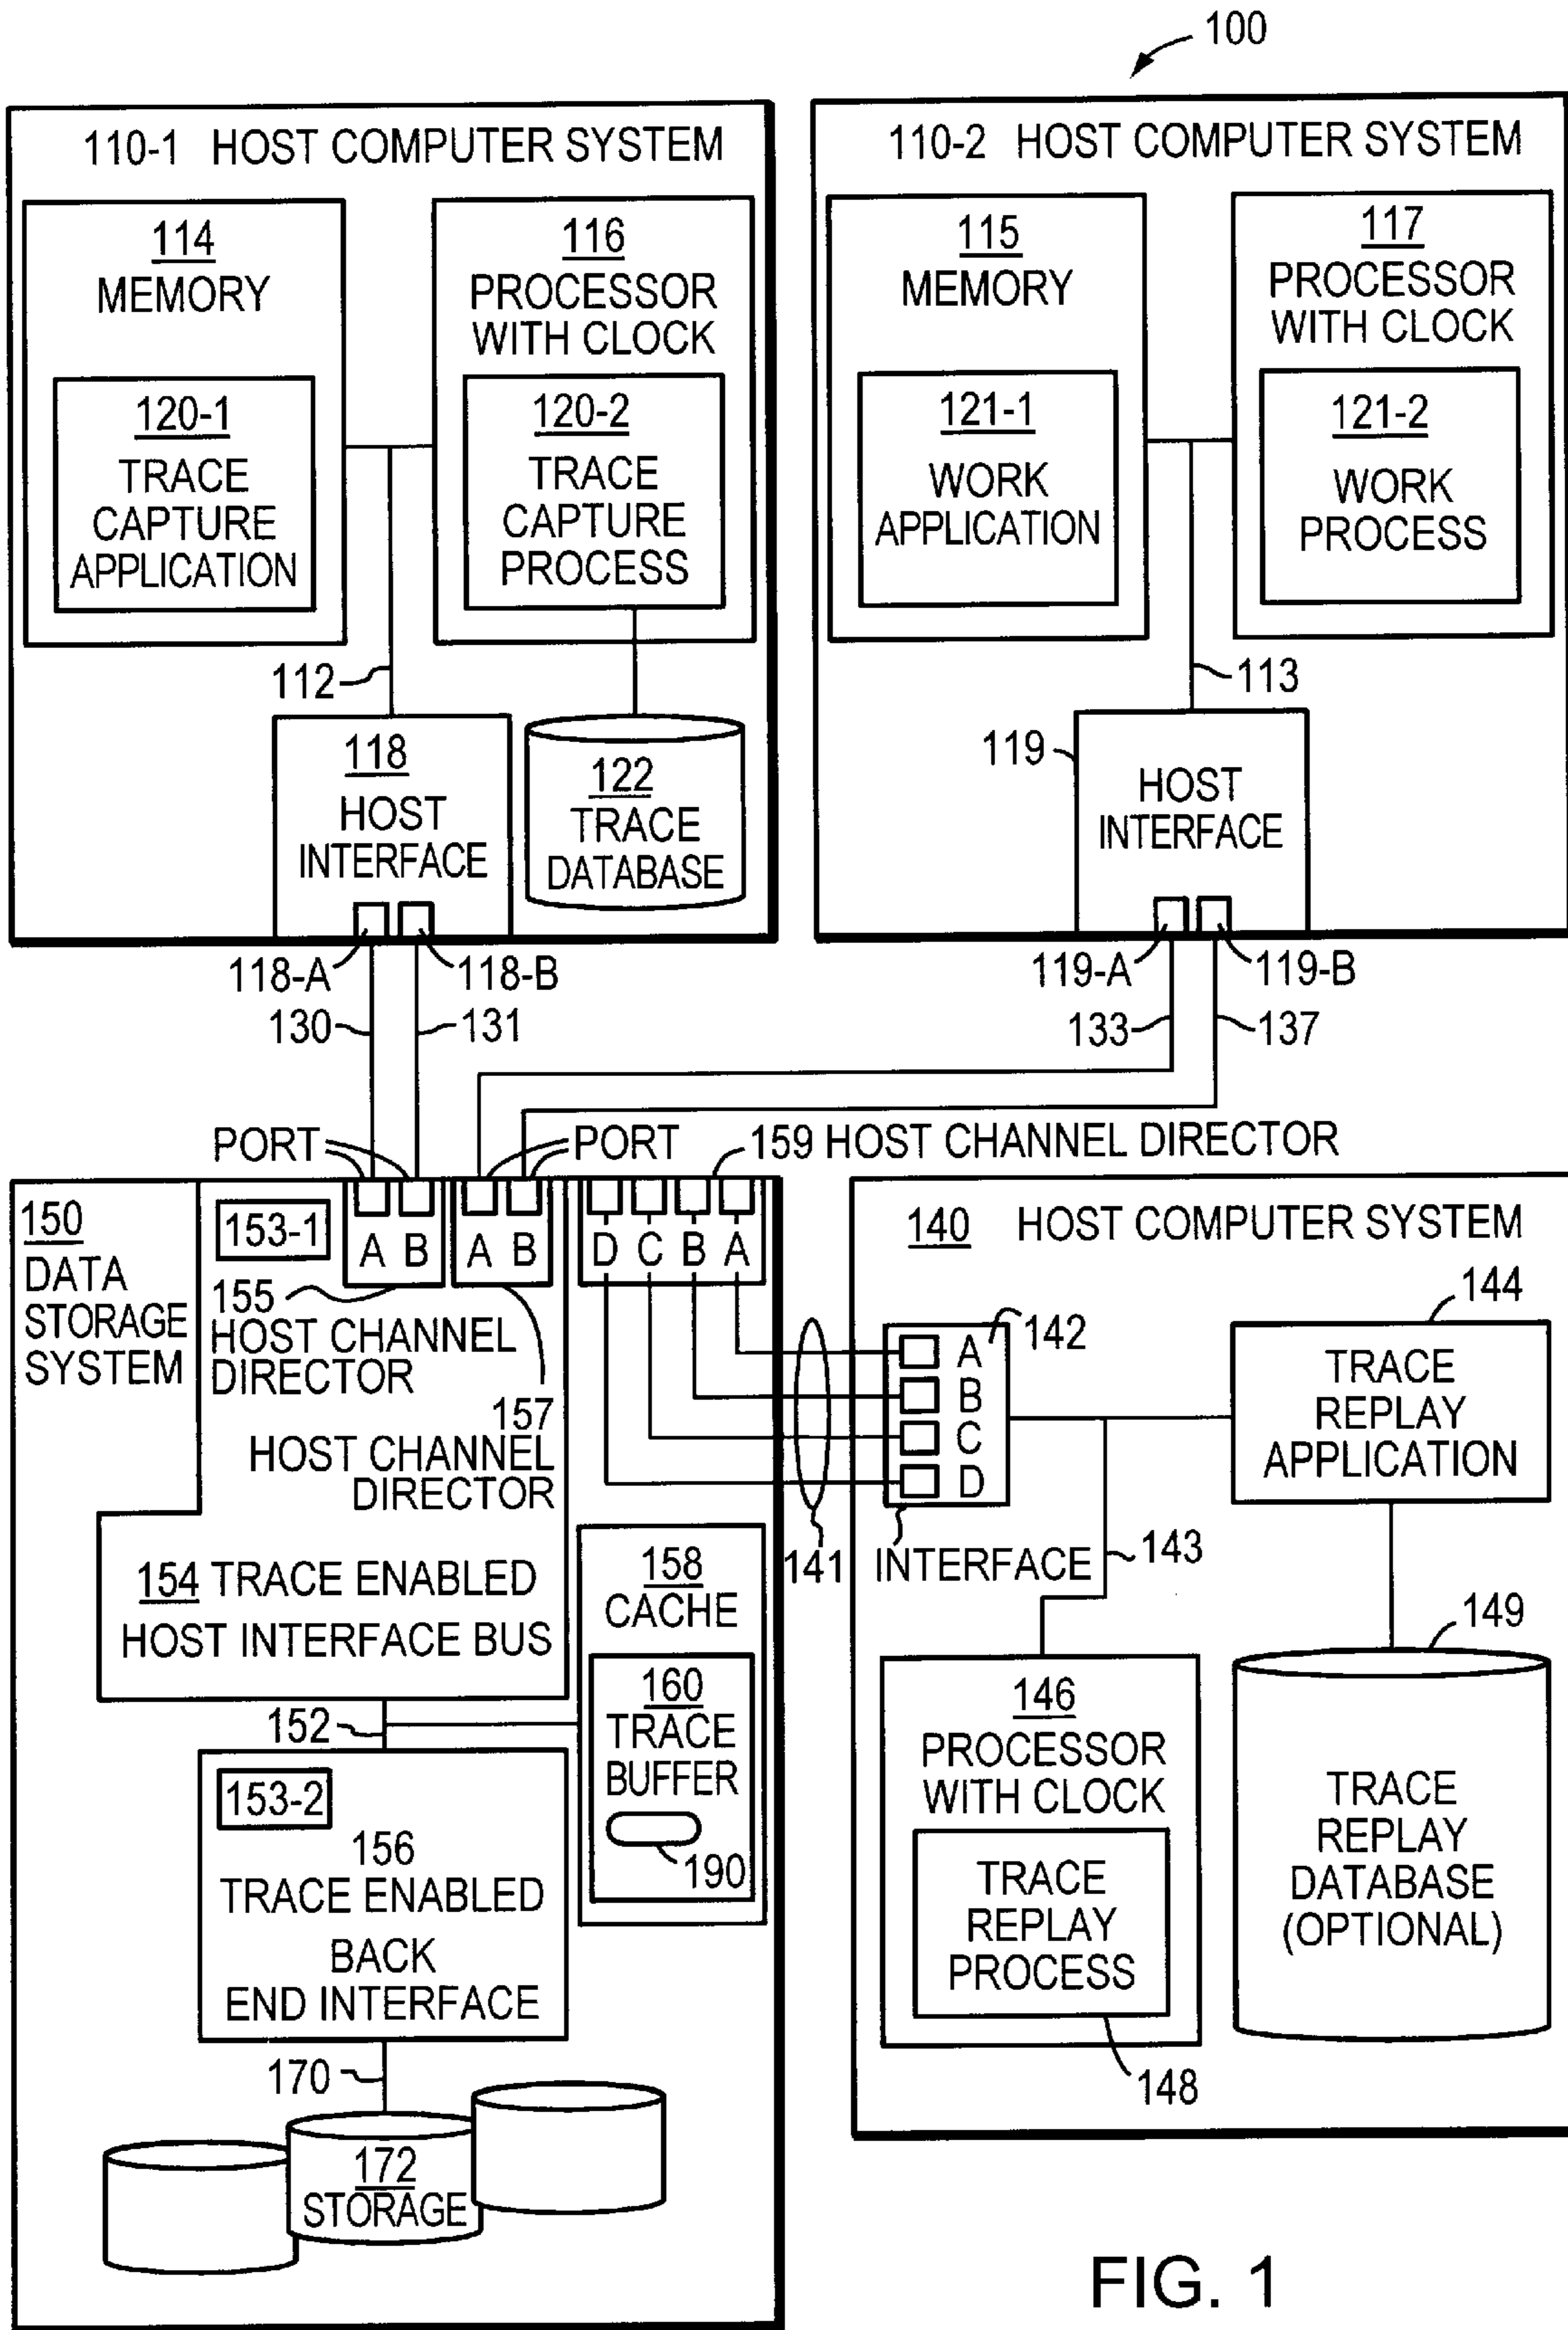 100
110-1 HOST COMPUTER SYSTEM
114
MEMORY
120-1
TRACE
CAPTURE
APPLICATION
116
PROCESSOR
WITH CLOCK
120-2
TRACE
CAPTURE
PROCESS
112
118
HOST
INTERFACE
122
TRACE
DATABASE
118-A
118-B
130
131
110-2 HOST COMPUTER SYSTEM
115
MEMORY
121-1
WORK
APPLICATION
117
PROCESSOR
WITH CLOCK
121-2
WORK
PROCESS
113
119
HOST
INTERFACE
119-A
119-B
133
137
PORT
PORT
159 HOST CHANNEL DIRECTOR
150
DATA
STORAGE
SYSTEM
153-1
A B
A B
D C B A
155
HOST CHANNEL
DIRECTOR
157
HOST CHANNEL
DIRECTOR
154 TRACE ENABLED
HOST INTERFACE BUS
152
158
CACHE
160
TRACE
BUFFER
190
153-2
156
TRACE ENABLED
BACK
END INTERFACE
170
172
STORAGE
141
140 HOST COMPUTER SYSTEM
142
A
B
C
D
INTERFACE
143
144
TRACE
REPLAY
APPLICATION
146
PROCESSOR
WITH CLOCK
TRACE
REPLAY
PROCESS
148
149
TRACE
REPLAY
DATABASE
(OPTIONAL)
FIG. 1